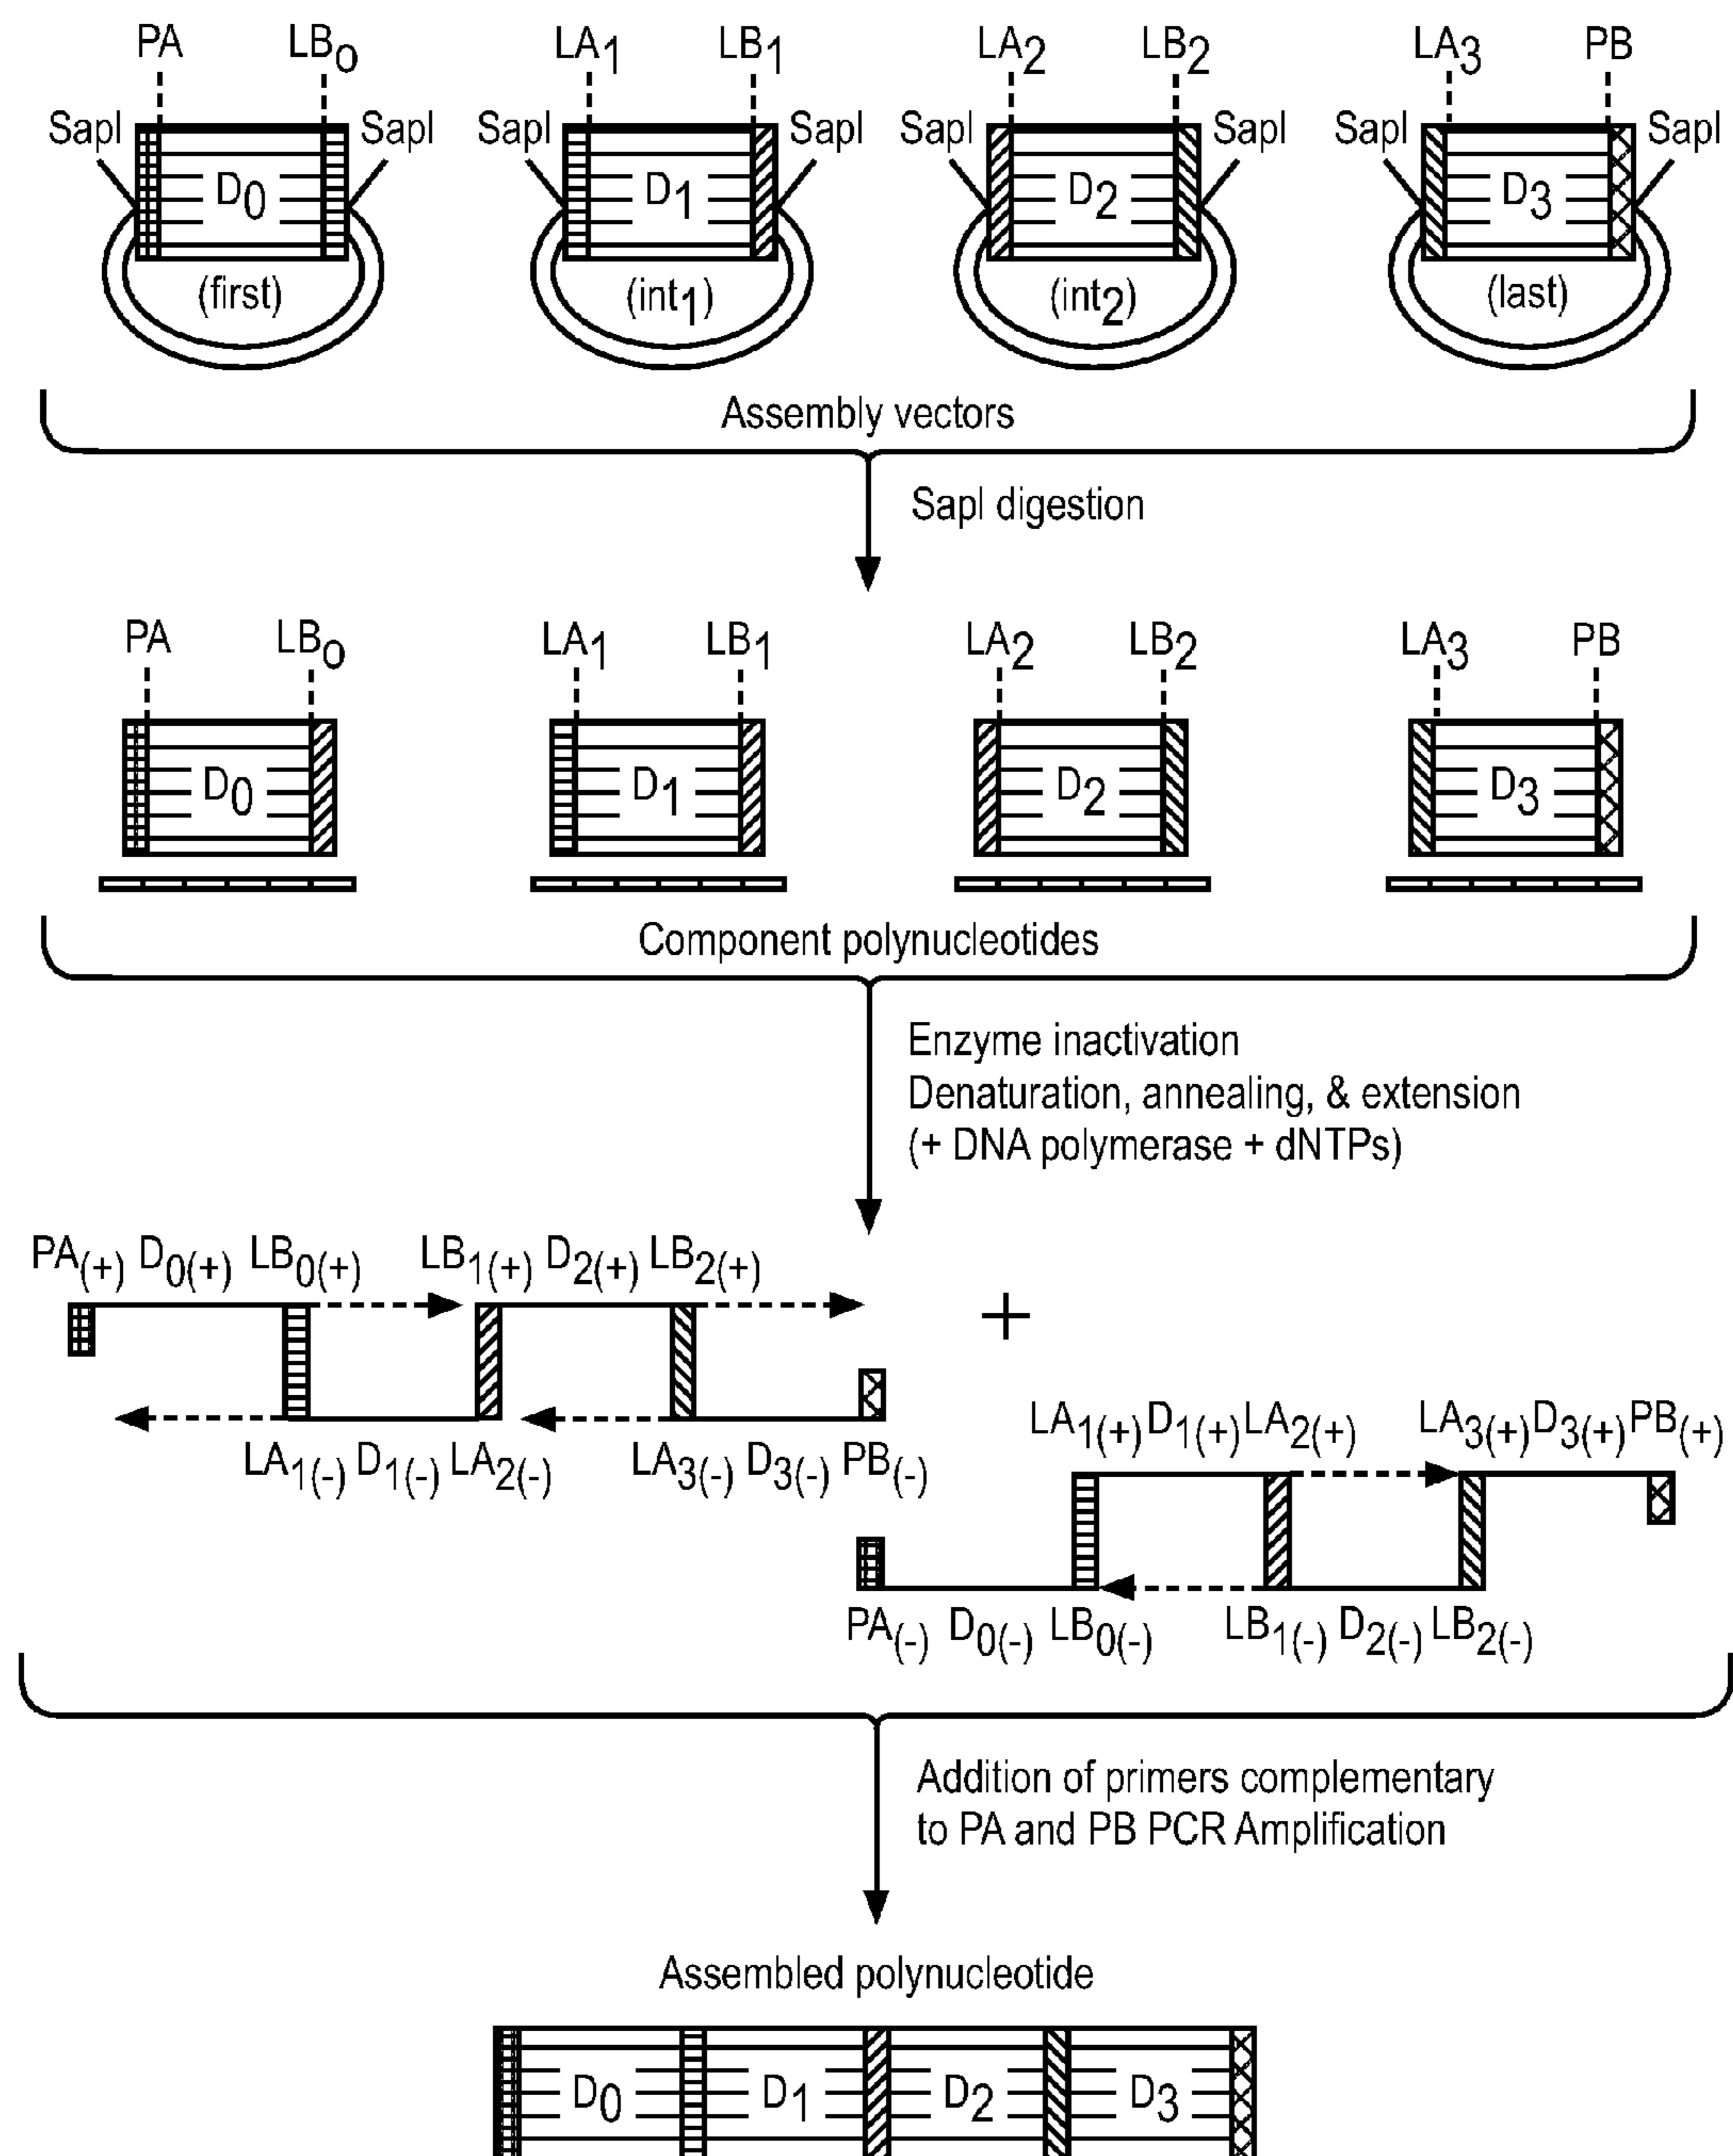 PA LB0 LA1 LB1 LA2 LB2 LA3 PB
SapI SapI SapI SapI SapI SapI SapI SapI
D0 D1 D2 D3
(first) (int1) (int2) (last)
Assembly vectors
SapI digestion
PA LB0 LA1 LB1 LA2 LB2 LA3 PB
D0 D1 D2 D3
Component polynucleotides
Enzyme inactivation
Denaturation, annealing, & extension
(+ DNA polymerase + dNTPs)
PA(+) D0(+) LB0(+) LB1(+) D2(+) LB2(+)
+
LA1(-) D1(-) LA2(-) LA3(-) D3(-) PB(-)
LA1(+) D1(+) LA2(+) LA3(+) D3(+) PB(+)
PA(-) D0(-) LB0(-) LB1(-) D2(-) LB2(-)
Addition of primers complementary
to PA and PB PCR Amplification
Assembled polynucleotide
D0 D1 D2 D3